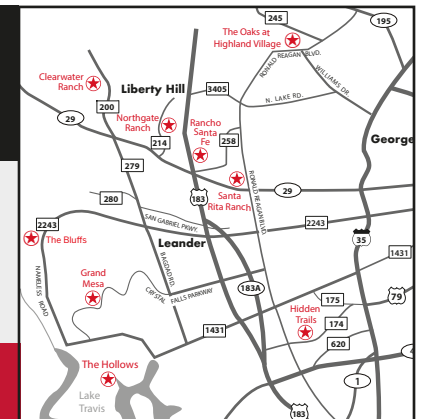 245
195
The Oaks at
Highland Village
RONALD REAGAN BLVD.
WILLIAMS DR
Clearwater
Ranch
Liberty Hill
3405
N. LAKE RD.
200
29
Northgate
Ranch
Rancho
Santa
Fe
258
214
George
279
280
183
Santa
Rita Ranch
29
RONALD REAGAN BLVD.
2243
SAN GABRIEL PKWY.
2243
The Bluffs
Leander
35
1431
BAGDAD RD.
NAMELESS ROAD
Grand
Mesa
CRYSTAL FALLS PARKWAY
183A
175
79
Hidden
Trails
174
1431
620
The Hollows
Lake
Travis
1
183